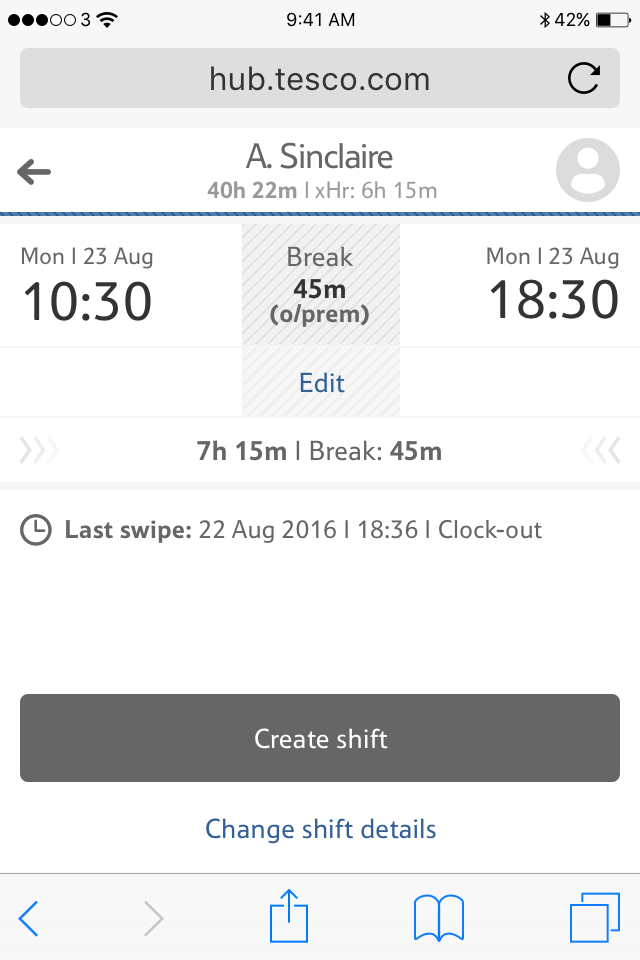 3 9:41 AM 42%
hub.tesco.com
A. Sinclaire
40h 22m | xHr: 6h 15m
Mon | 23 Aug Break Mon | 23 Aug
10:30 45m 18:30
(o/prem)
Edit
7h 15m | Break: 45m
Last swipe: 22 Aug 2016 | 18:36 | Clock-out
Create shift
Change shift details